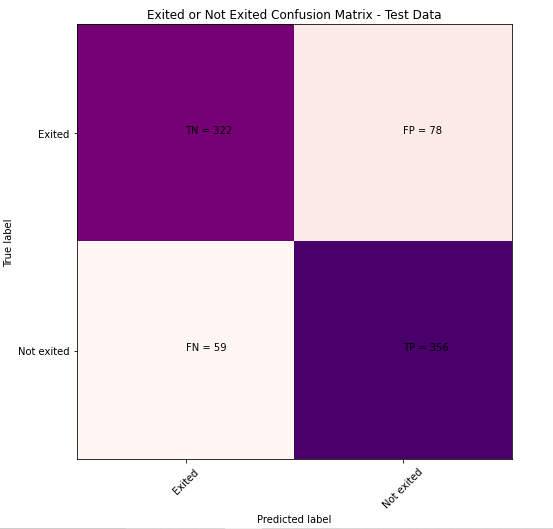 Exited or Not Exited Confusion Matrix - Test Data
TN = 322
FP = 78
Exited
True label
FN = 59
TP = 356
Not exited
Exited
Not exited
Predicted label